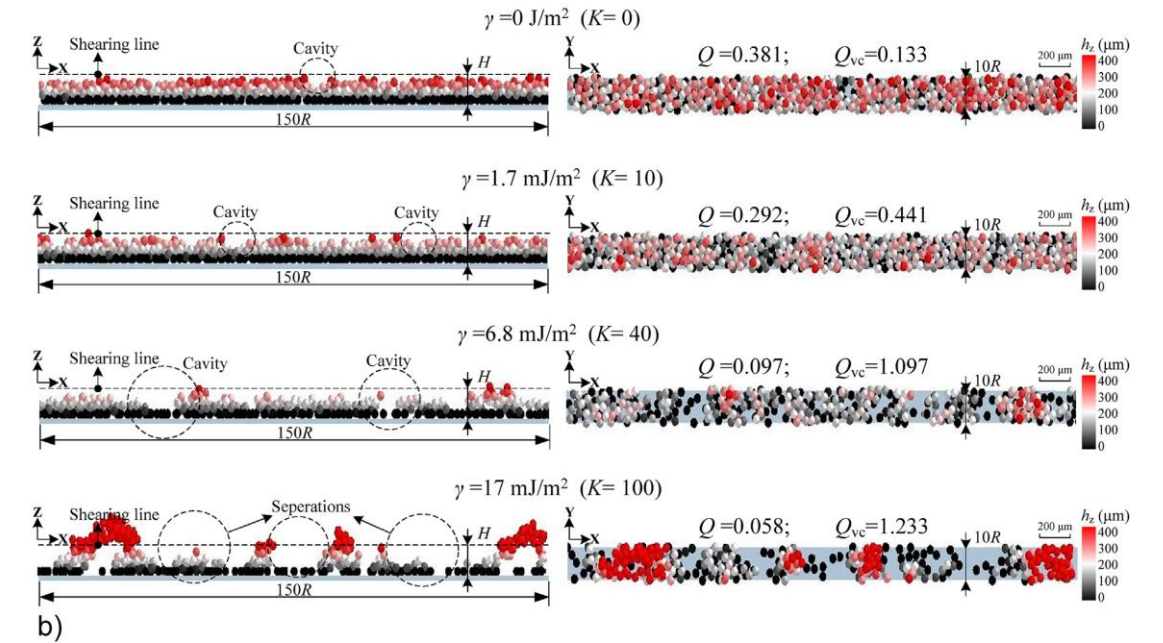 γ =0 J/m² (K= 0)
Z
X
Shearing line
Cavity
H
150R
Y
X
Q =0.381; Qvc=0.133
10R
200 μm
hz (μm)
400
300
200
100
0
γ =1.7 mJ/m² (K= 10)
Z
X
Shearing line
Cavity
Cavity
H
150R
Y
X
Q =0.292; Qvc=0.441
10R
200 μm
hz (μm)
400
300
200
100
0
γ =6.8 mJ/m² (K= 40)
Z
X
Shearing line
Cavity
Cavity
H
150R
Y
X
Q =0.097; Qvc=1.097
10R
200 μm
hz (μm)
400
300
200
100
0
γ =17 mJ/m² (K= 100)
Z
X
Shearing line
Seperations
H
150R
Y
X
Q =0.058; Qvc=1.233
10R
200 μm
hz (μm)
400
300
200
100
0
b)